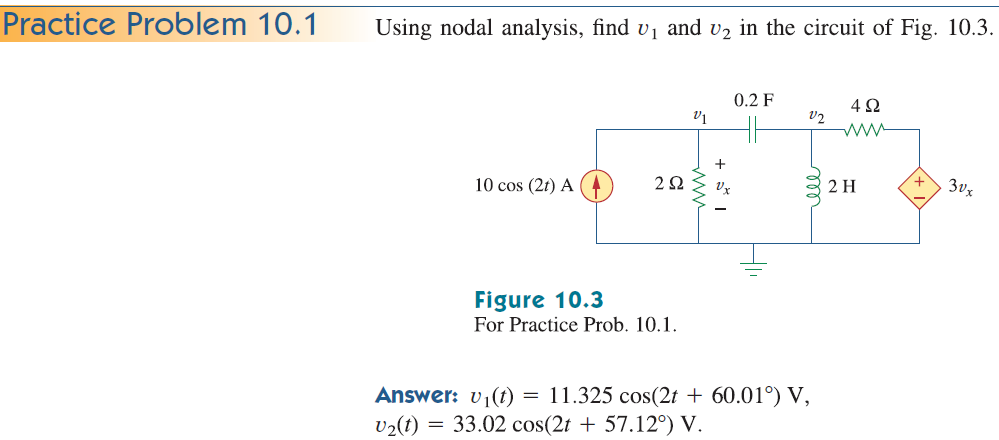 Practice Problem 10.1
Using nodal analysis, find v₁ and v₂ in the circuit of Fig. 10.3.
0.2 F
4 Ω
v₁
v₂
+
10 cos (2t) A
2 Ω
vₓ
2 H
+
3vₓ
−
−
Figure 10.3
For Practice Prob. 10.1.
Answer: v₁(t) = 11.325 cos(2t + 60.01°) V,
v₂(t) = 33.02 cos(2t + 57.12°) V.